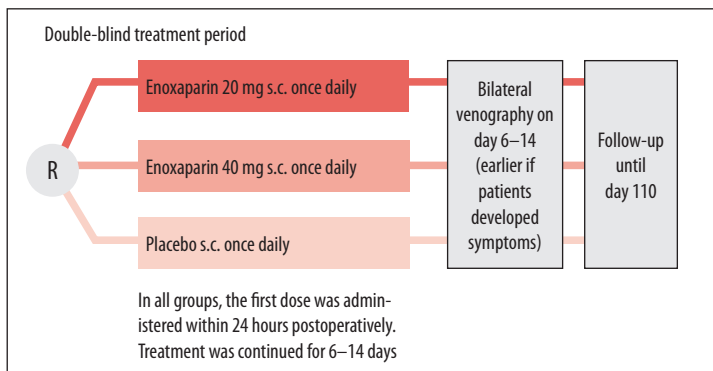 Double-blind treatment period
Enoxaparin 20 mg s.c. once daily
R
Enoxaparin 40 mg s.c. once daily
Placebo s.c. once daily
Bilateral
venography on
day 6–14
(earlier if
patients
developed
symptoms)
Follow-up
until
day 110
In all groups, the first dose was admin-
istered within 24 hours postoperatively.
Treatment was continued for 6–14 days